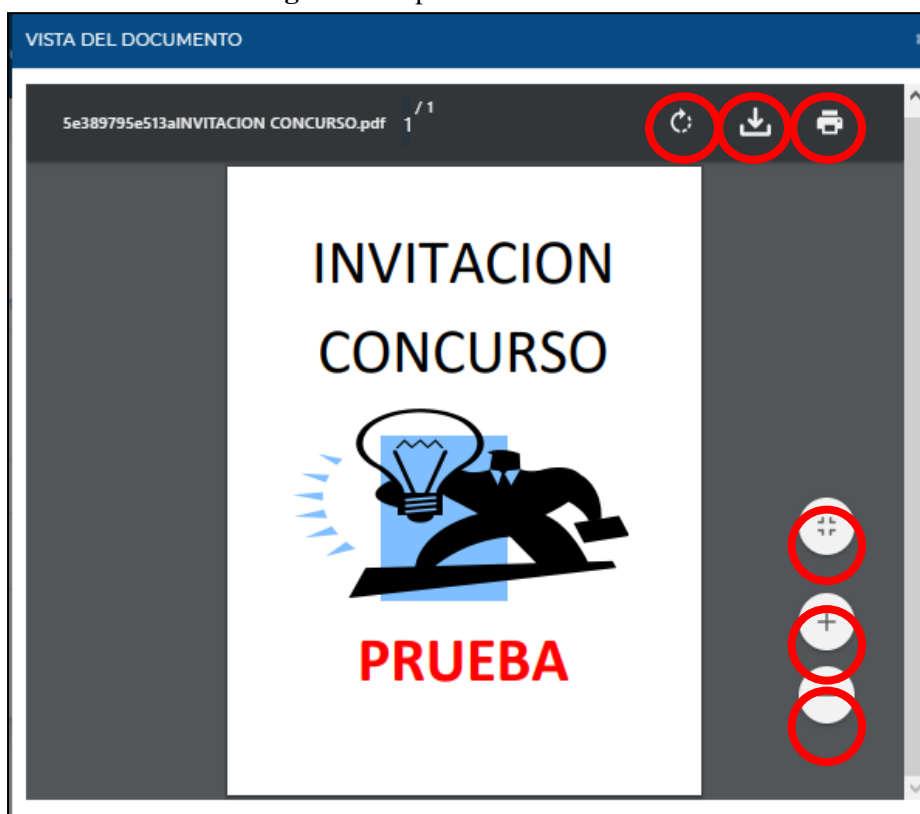 VISTA DEL DOCUMENTO
5e389795e513aINVITACION CONCURSO.pdf 1 / 1
INVITACION
CONCURSO
PRUEBA